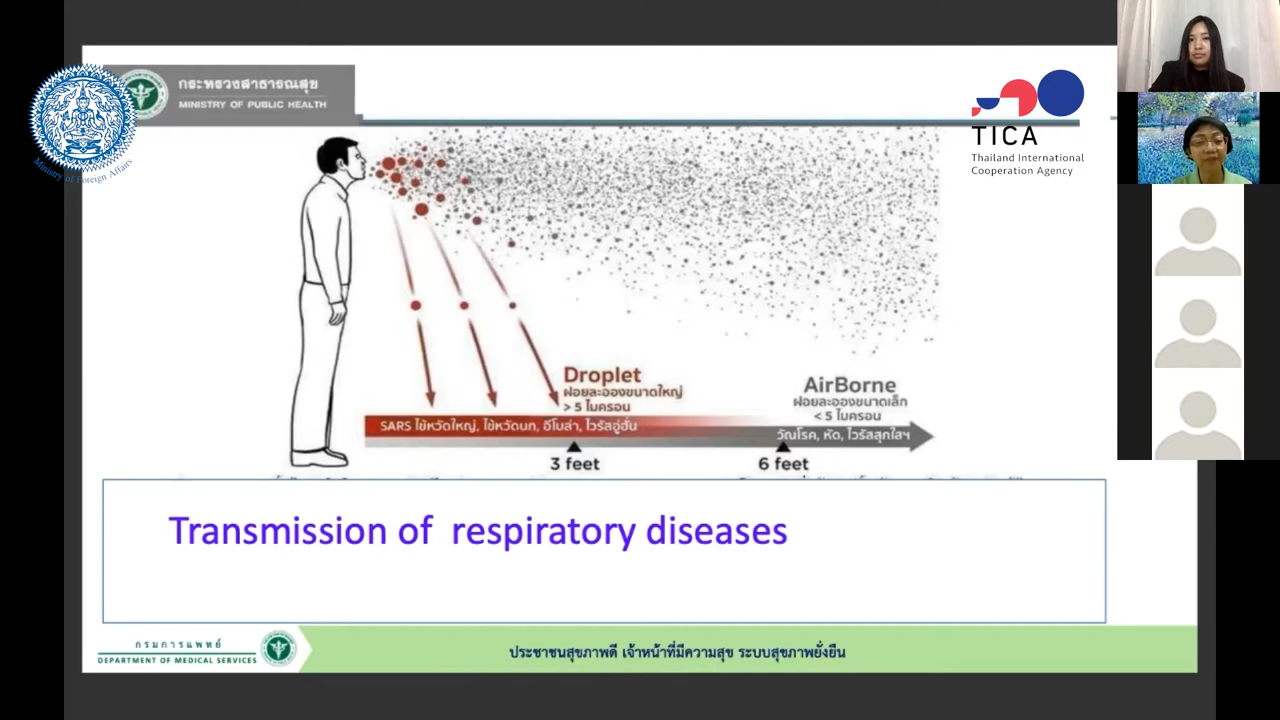 กระทรวงสาธารณสุข
MINISTRY OF PUBLIC HEALTH
Ministry of Foreign Affairs
TICA
Thailand International
Cooperation Agency
Droplet
ฝอยละอองขนาดใหญ่
> 5 ไมครอน
AirBorne
ฝอยละอองขนาดเล็ก
< 5 ไมครอน
SARS ไข้หวัดใหญ่, ไข้หวัดนก, อีโบล่า, ไวรัสอู่ฮั่น
วัณโรค, หัด, ไวรัสสุกใสฯ
3 feet
6 feet
Transmission of respiratory diseases
กรมการแพทย์
DEPARTMENT OF MEDICAL SERVICES
ประชาชนสุขภาพดี เจ้าหน้าที่มีความสุข ระบบสุขภาพยั่งยืน